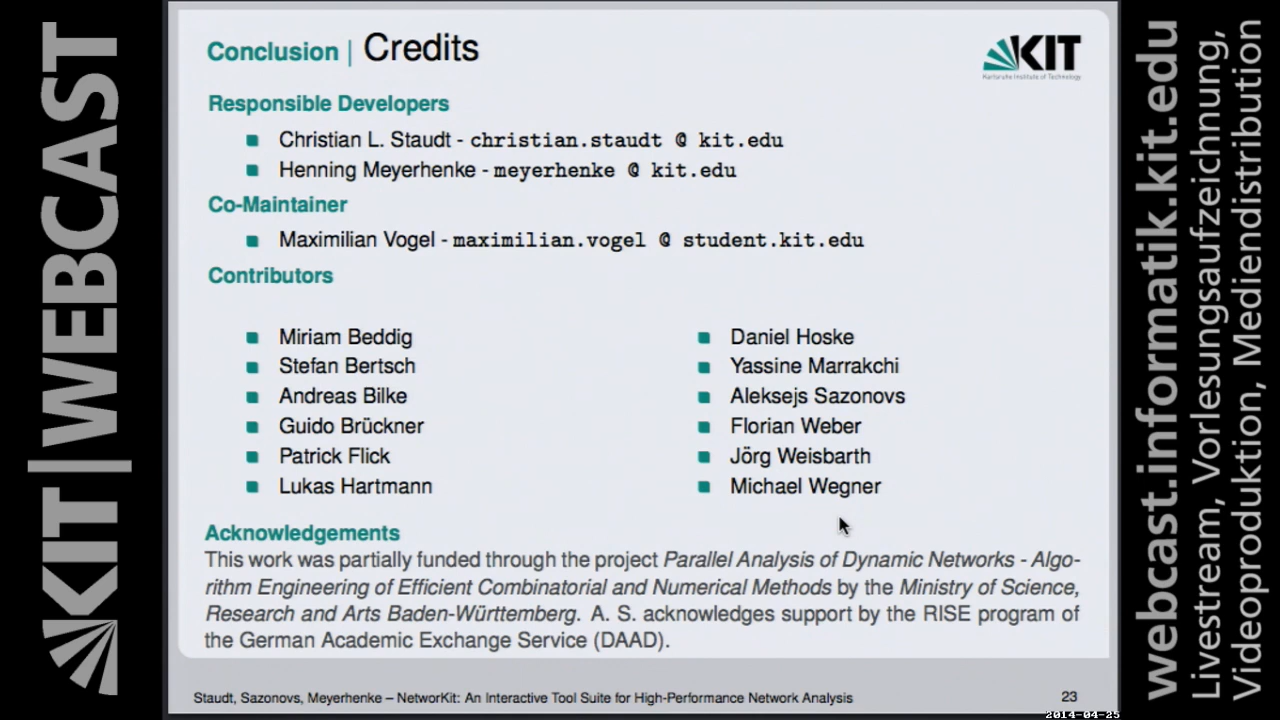 KIT | WEBCAST
Conclusion | Credits
KIT
Karlsruhe Institute of Technology
Responsible Developers
Christian L. Staudt - christian.staudt @ kit.edu
Henning Meyerhenke - meyerhenke @ kit.edu
Co-Maintainer
Maximilian Vogel - maximilian.vogel @ student.kit.edu
Contributors
Miriam Beddig
Stefan Bertsch
Andreas Bilke
Guido Brückner
Patrick Flick
Lukas Hartmann
Daniel Hoske
Yassine Marrakchi
Aleksejs Sazonovs
Florian Weber
Jörg Weisbarth
Michael Wegner
Acknowledgements
This work was partially funded through the project Parallel Analysis of Dynamic Networks - Algo-
rithm Engineering of Efficient Combinatorial and Numerical Methods by the Ministry of Science,
Research and Arts Baden-Württemberg. A. S. acknowledges support by the RISE program of
the German Academic Exchange Service (DAAD).
Staudt, Sazonovs, Meyerhenke – NetworKit: An Interactive Tool Suite for High-Performance Network Analysis
23
2014-04-25
webcast.informatik.kit.edu
Livestream, Vorlesungsaufzeichnung,
Videoproduktion, Mediendistribution